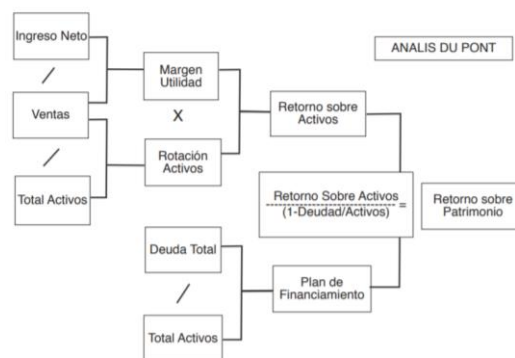 Ingreso Neto
/
Ventas
/
Total Activos
Margen
Utilidad
X
Rotación
Activos
ANALIS DU PONT
Retorno sobre
Activos
Retorno Sobre Activos
(1-Deudad/Activos)
=
Retorno sobre
Patrimonio
Deuda Total
/
Total Activos
Plan de
Financiamiento